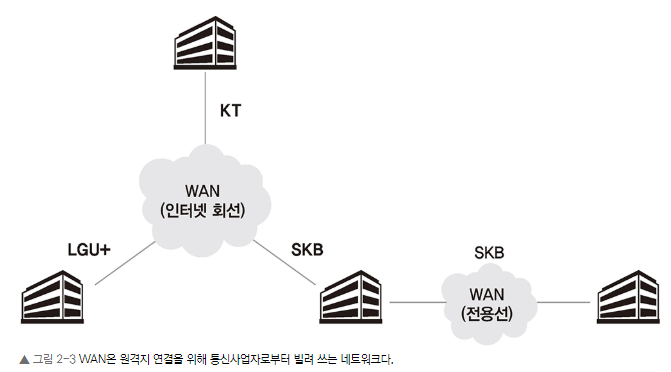 KT
WAN
(인터넷 회선)
LGU+
SKB
SKB
WAN
(전용선)
▲ 그림 2-3 WAN은 원격지 연결을 위해 통신사업자로부터 빌려 쓰는 네트워크다.